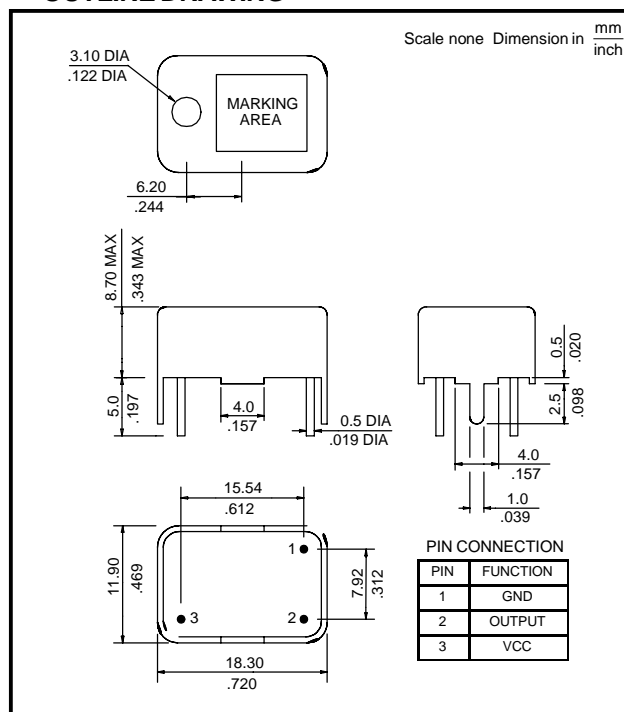 Scale none Dimension in mm
inch
3.10 DIA
.122 DIA
MARKING
AREA
6.20
.244
8.70 MAX
.343 MAX
5.0
.197
4.0
.157
0.5 DIA
.019 DIA
0.5
.020
2.5
.098
4.0
.157
1.0
.039
15.54
.612
11.90
.469
1
3
2
7.92
.312
18.30
.720
PIN CONNECTION
PIN FUNCTION
1 GND
2 OUTPUT
3 VCC